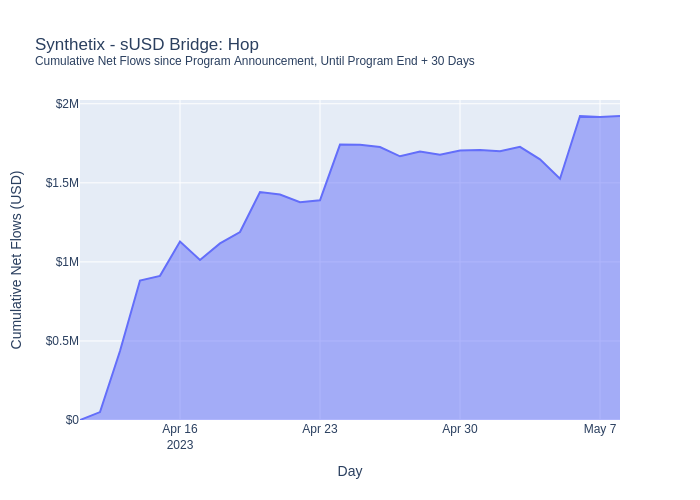 Synthetix - sUSD Bridge: Hop
Cumulative Net Flows since Program Announcement, Until Program End + 30 Days
$2M
$1.5M
$1M
$0.5M
$0
Cumulative Net Flows (USD)
Apr 16
2023
Apr 23
Apr 30
May 7
Day